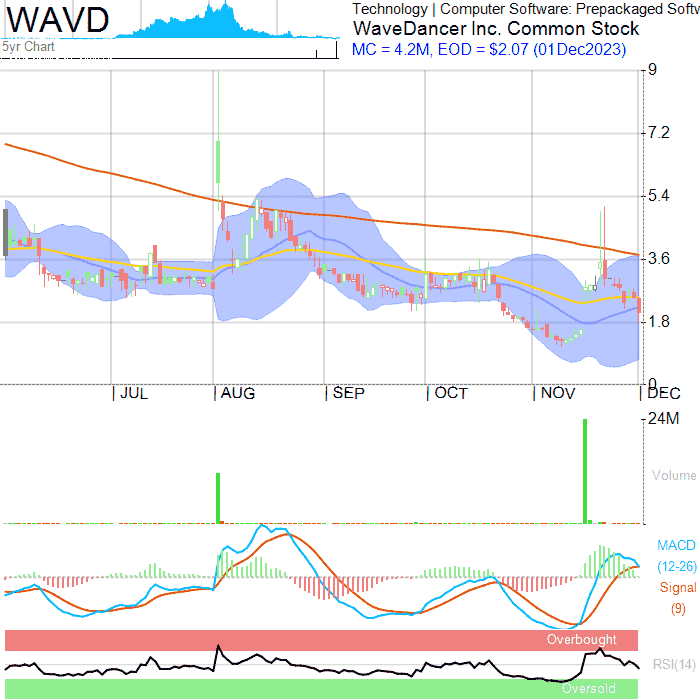 WAVD
5yr Chart
Technology | Computer Software: Prepackaged Softw
WaveDancer Inc. Common Stock
MC = 4.2M, EOD = $2.07 (01Dec2023)
9
7.2
5.4
3.6
1.8
0
JUL
AUG
SEP
OCT
NOV
DEC
24M
Volume
MACD
(12-26)
Signal
(9)
Overbought
RSI(14)
Oversold